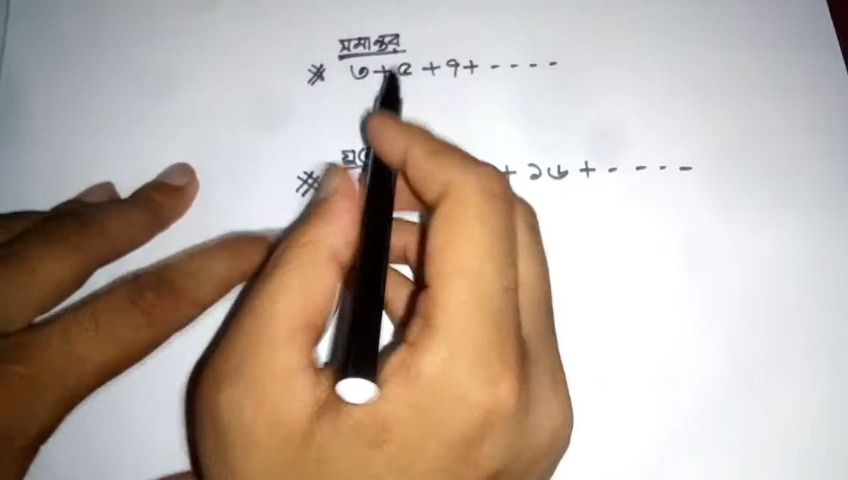 সমান্তর
* ৩+৫+৭+ ----
* + ১৬ + ----